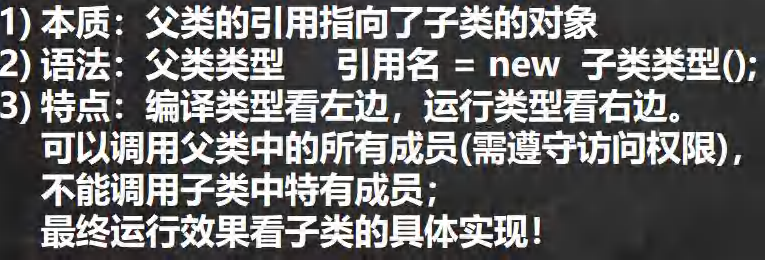 1) 本质：父类的引用指向了子类的对象
2) 语法：父类类型 引用名 = new 子类类型();
3) 特点：编译类型看左边，运行类型看右边。
可以调用父类中的所有成员(需遵守访问权限)，
不能调用子类中特有成员；
最终运行效果看子类的具体实现！